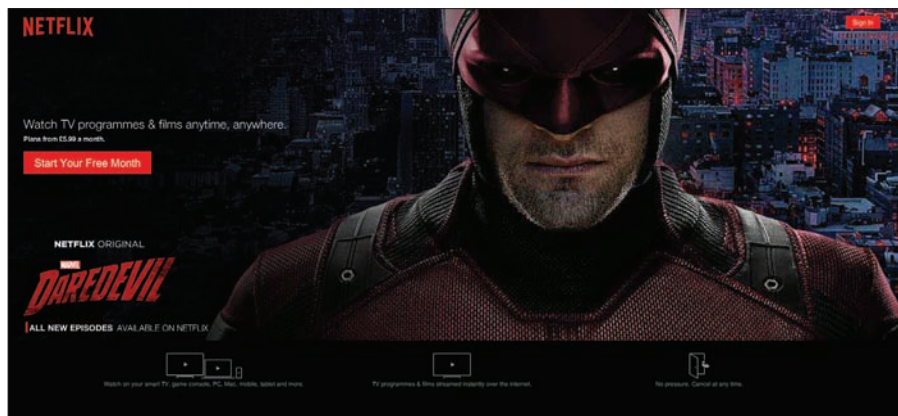 NETFLIX
Sign In
Watch TV programmes & films anytime, anywhere.
Plans from £5.99 a month.
Start Your Free Month
NETFLIX ORIGINAL
MARVEL
DAREDEVIL
ALL NEW EPISODES AVAILABLE ON NETFLIX
Watch on your smart TV, game console, PC, Mac, mobile, tablet and more.
TV programmes & films streamed instantly over the internet.
No pressure. Cancel at any time.